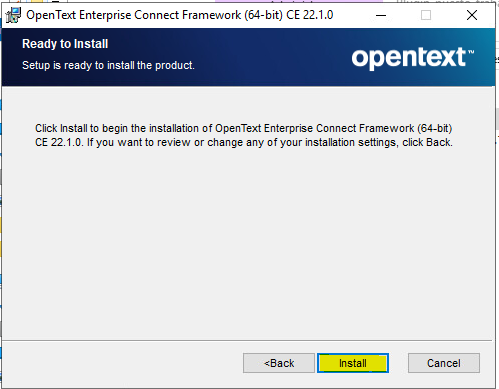 OpenText Enterprise Connect Framework (64-bit) CE 22.1.0
Ready to Install
Setup is ready to install the product.
opentext™
Click Install to begin the installation of OpenText Enterprise Connect Framework (64-bit)
CE 22.1.0. If you want to review or change any of your installation settings, click Back.
<Back
Install
Cancel